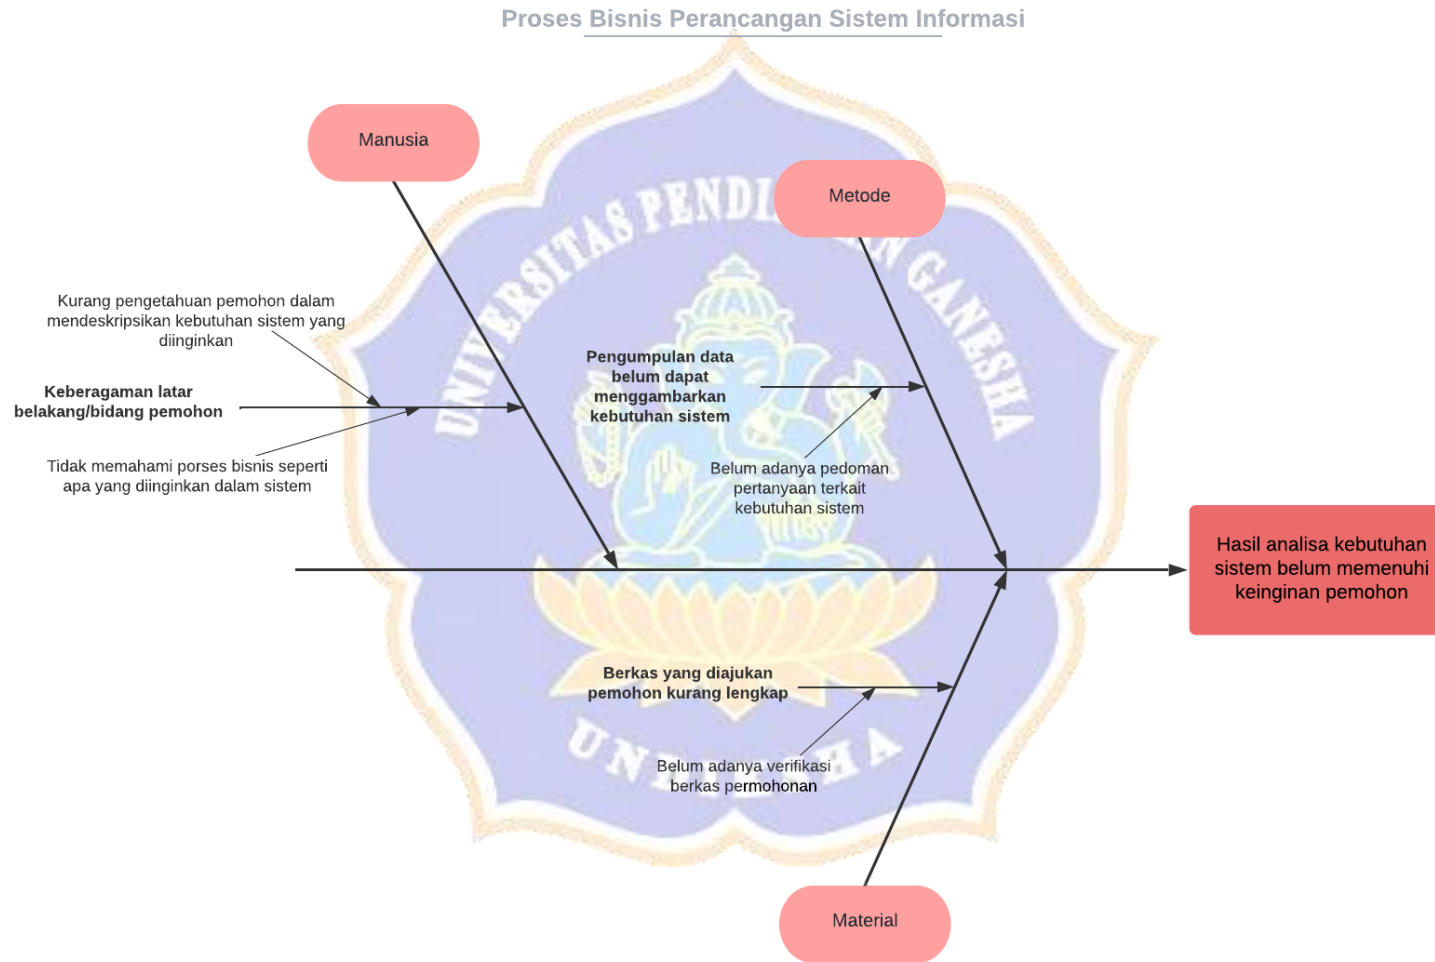 Proses Bisnis Perancangan Sistem Informasi
Manusia
Metode
Kurang pengetahuan pemohon dalam
mendeskripsikan kebutuhan sistem yang
diinginkan
Keberagaman latar
belakang/bidang pemohon
Tidak memahami porses bisnis seperti
apa yang diinginkan dalam sistem
Pengumpulan data
belum dapat
menggambarkan
kebutuhan sistem
Belum adanya pedoman
pertanyaan terkait
kebutuhan sistem
Hasil analisa kebutuhan
sistem belum memenuhi
keinginan pemohon
Berkas yang diajukan
pemohon kurang lengkap
Belum adanya verifikasi
berkas permohonan
Material
UNIVERSITAS GANESHA